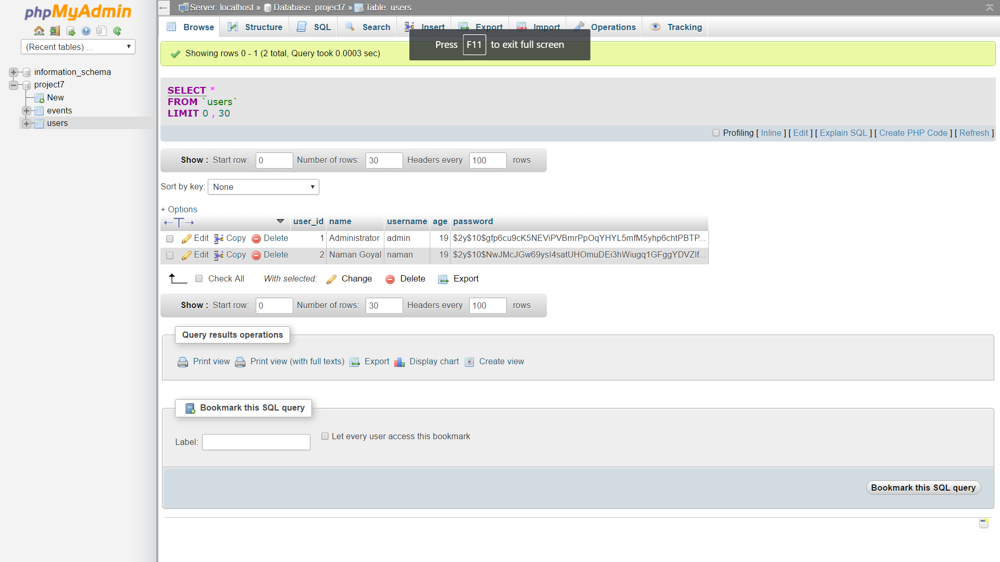 phpMyAdmin
(Recent tables) ...
information_schema
project7
New
events
users
Server: localhost » Database: project7 » Table: users
Browse Structure SQL Search Insert Export Import Operations Tracking
Press F11 to exit full screen
Showing rows 0 - 1 (2 total, Query took 0.0003 sec)
SELECT *
FROM `users`
LIMIT 0 , 30
Profiling [ Inline ] [ Edit ] [ Explain SQL ] [ Create PHP Code ] [ Refresh ]
Show : Start row: 0 Number of rows: 30 Headers every 100 rows
Sort by key: None
+ Options
←T→ user_id name username age password
Edit Copy Delete 1 Administrator admin 19 $2y$10$gfp6cu9cK5NEViPVBmrPpOqYHYL5mfM5yhp6chtPBTP...
Edit Copy Delete 2 Naman Goyal naman 19 $2y$10$NwJMcJGw69ysI4satUHOmuDEi3hWiugq1GFggYDVZIf...
Check All With selected: Change Delete Export
Show : Start row: 0 Number of rows: 30 Headers every 100 rows
Query results operations
Print view Print view (with full texts) Export Display chart Create view
Bookmark this SQL query
Label: Let every user access this bookmark
Bookmark this SQL query